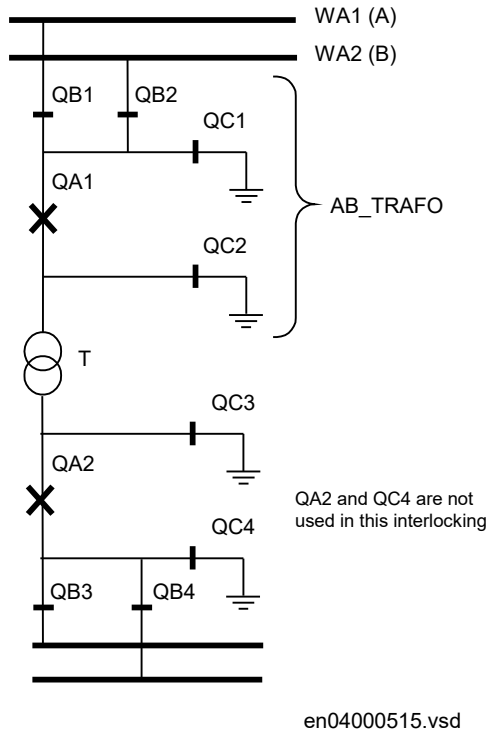 WA1 (A)
WA2 (B)
QB1
QB2
QC1
QA1
AB_TRAFO
QC2
T
QC3
QA2
QA2 and QC4 are not
used in this interlocking
QC4
QB3
QB4
en04000515.vsd